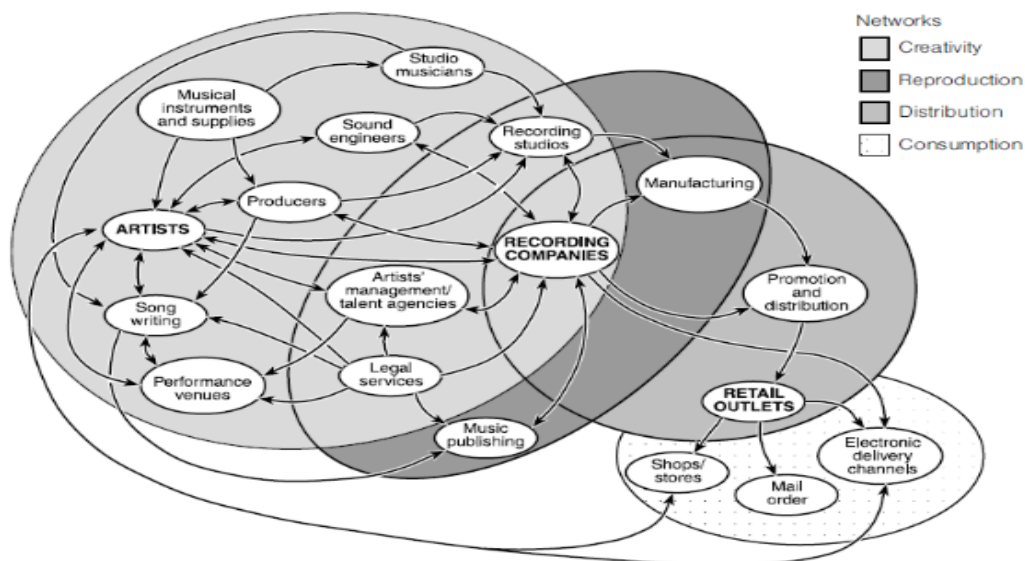 Networks
Creativity
Reproduction
Distribution
Consumption
Studio
musicians
Musical
instruments
and supplies
Sound
engineers
Recording
studios
Manufacturing
Producers
ARTISTS
RECORDING
COMPANIES
Artists'
management/
talent agencies
Promotion
and
distribution
Song
writing
Performance
venues
Legal
services
Music
publishing
RETAIL
OUTLETS
Shops/
stores
Mail
order
Electronic
delivery
channels